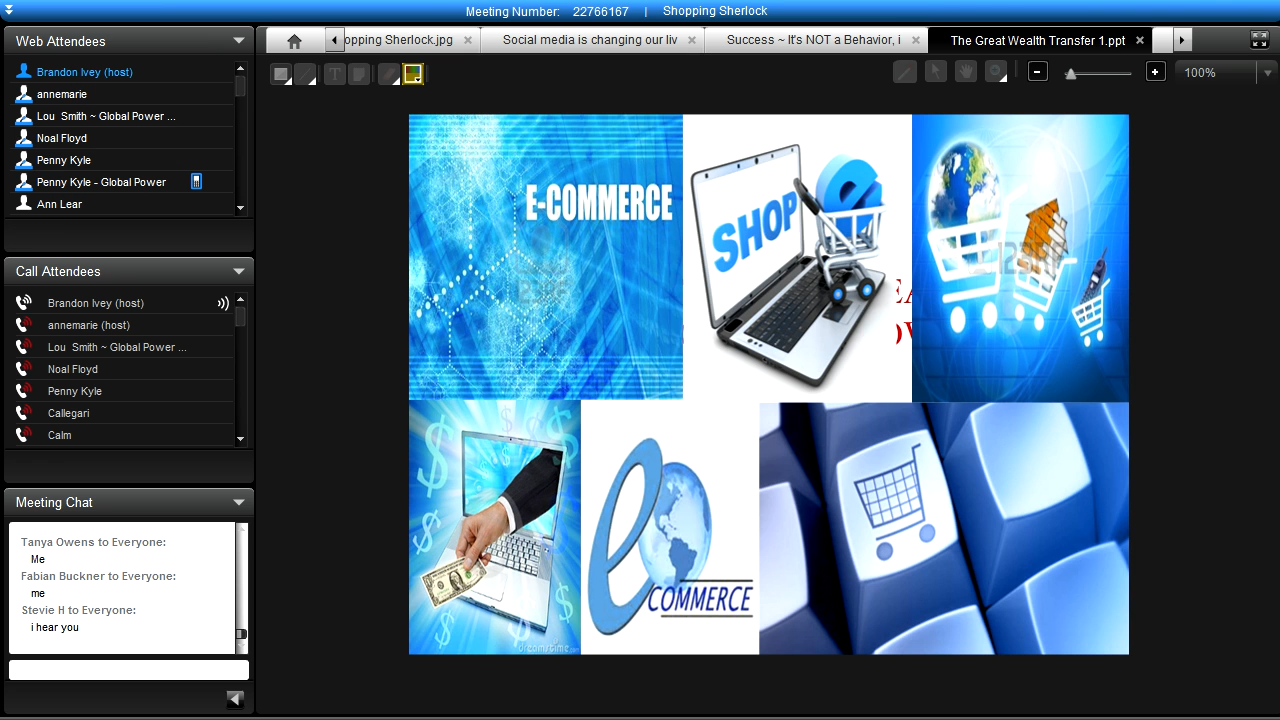 Meeting Number: 22766167 | Shopping Sherlock
Web Attendees
Brandon Ivey (host)
annemarie
Lou Smith ~ Global Power ...
Noal Floyd
Penny Kyle
Penny Kyle - Global Power
Ann Lear
Call Attendees
Brandon Ivey (host)
annemarie (host)
Lou Smith ~ Global Power ...
Noal Floyd
Penny Kyle
Callegari
Calm
Meeting Chat
Tanya Owens to Everyone:
Me
Fabian Buckner to Everyone:
me
Stevie H to Everyone:
i hear you
opping Sherlock.jpg
Social media is changing our liv
Success ~ It's NOT a Behavior, i
The Great Wealth Transfer 1.ppt
T
100%
E-COMMERCE
SHOP
e
123RF
e
COMMERCE
dreamstime